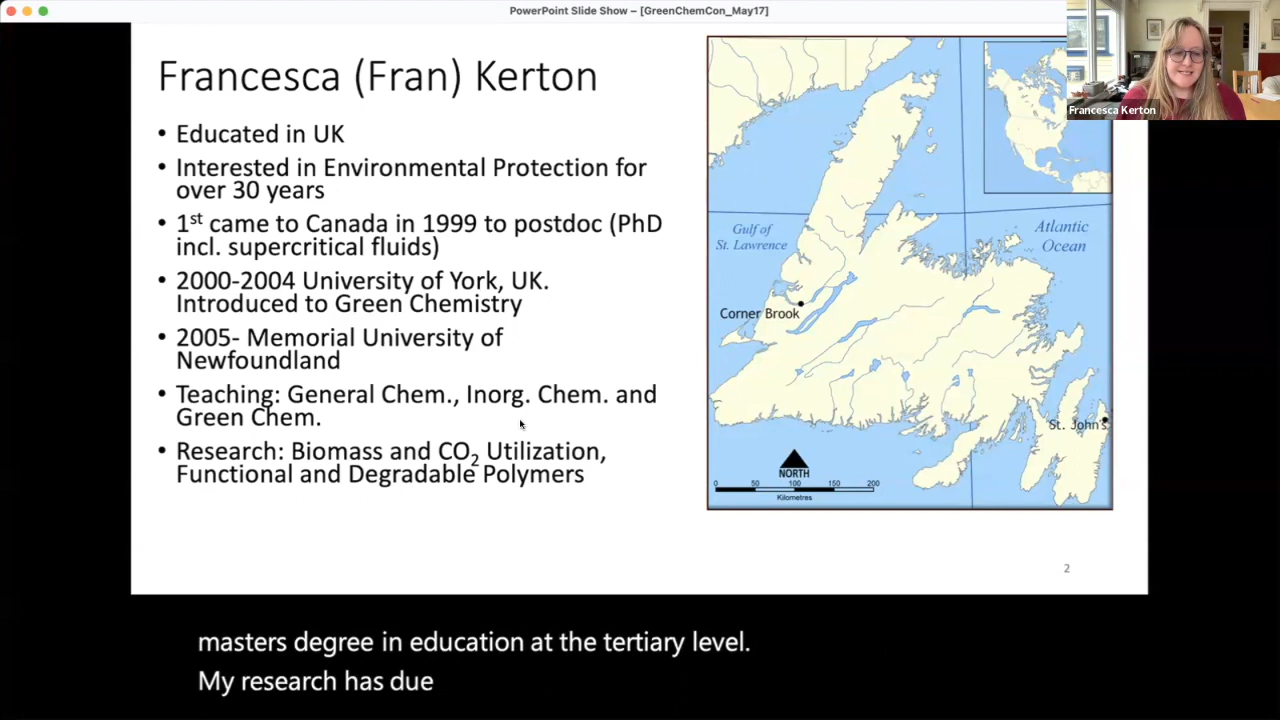 PowerPoint Slide Show – [GreenChemCon_May17]
Francesca (Fran) Kerton
• Educated in UK
• Interested in Environmental Protection for
over 30 years
• 1st came to Canada in 1999 to postdoc (PhD
incl. supercritical fluids)
• 2000-2004 University of York, UK.
Introduced to Green Chemistry
• 2005- Memorial University of
Newfoundland
• Teaching: General Chem., Inorg. Chem. and
Green Chem.
• Research: Biomass and CO2 Utilization,
Functional and Degradable Polymers
Gulf of
St. Lawrence
Atlantic
Ocean
Corner Brook
St. John's
NORTH
0 50 100 150 200
Kilometres
Francesca Kerton
2
masters degree in education at the tertiary level.
My research has due